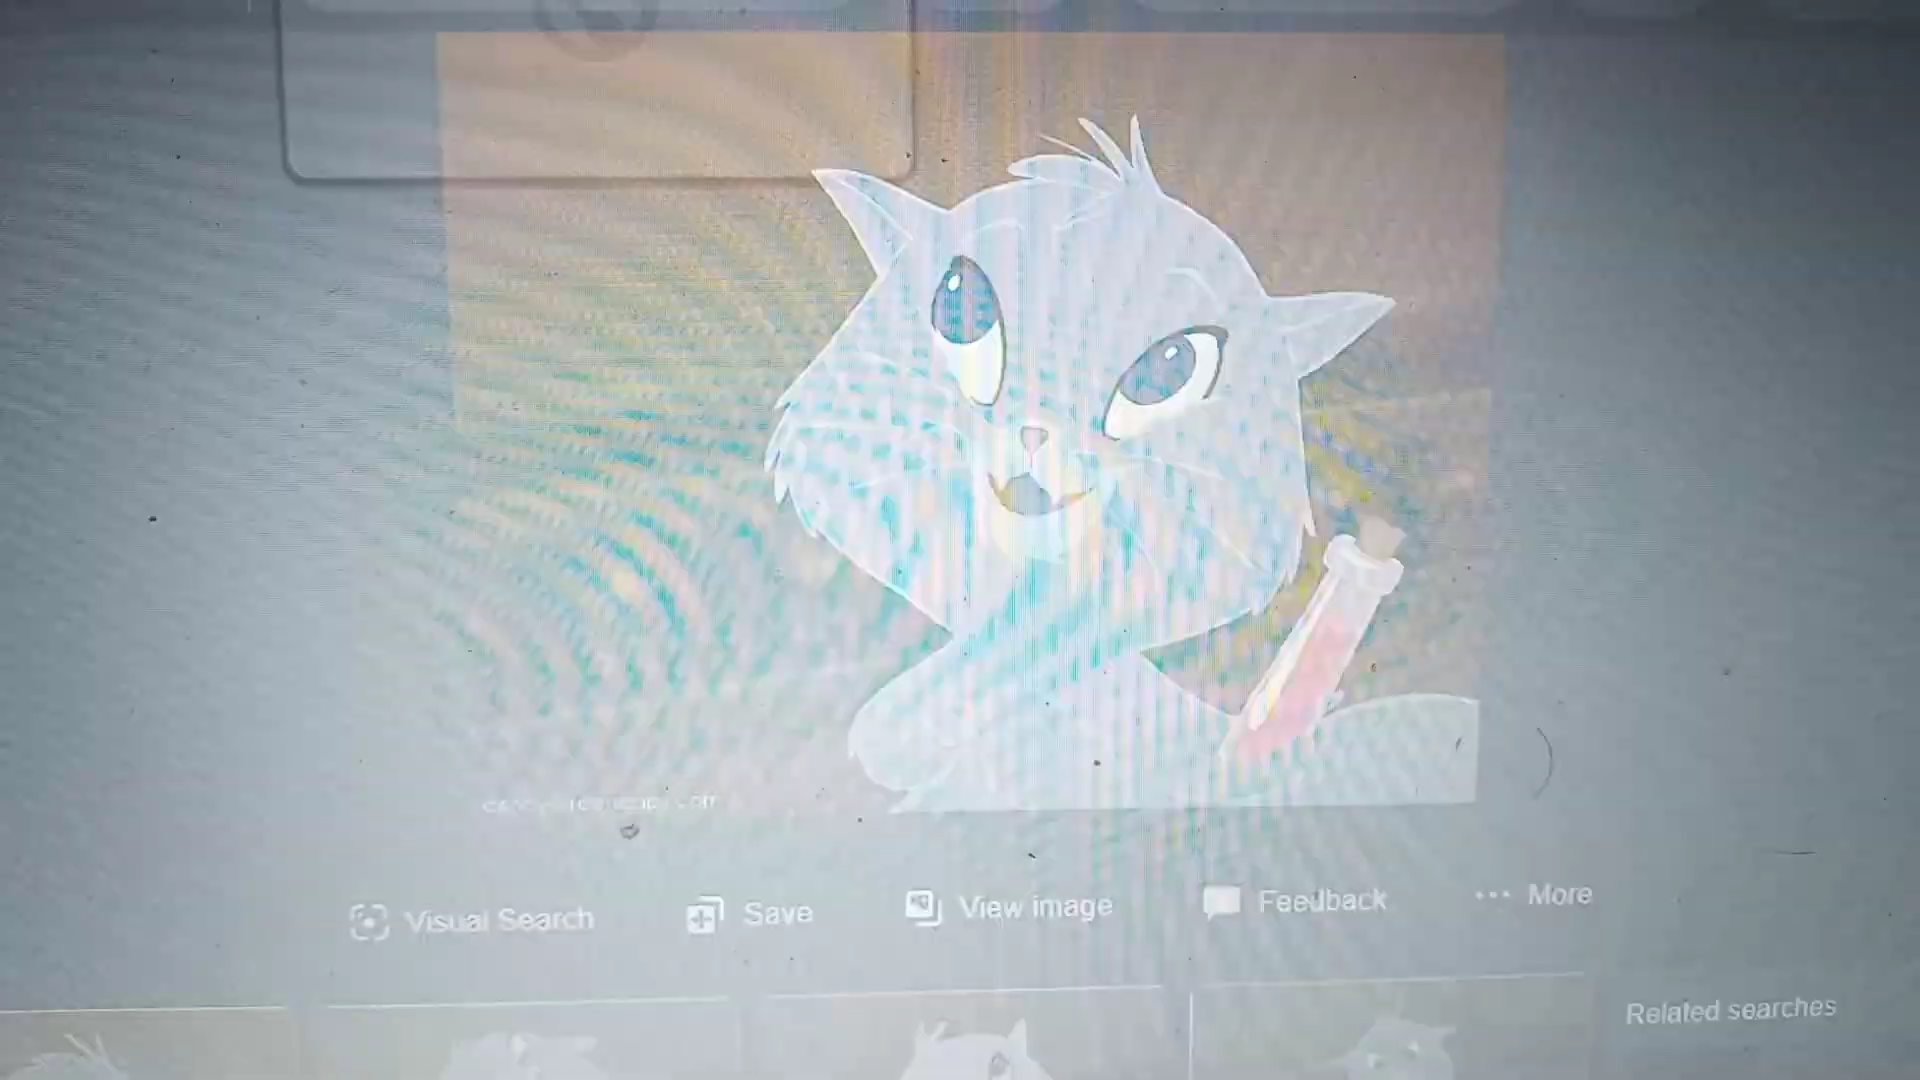 Visual Search
Save
View image
Feedback
More
Related searches